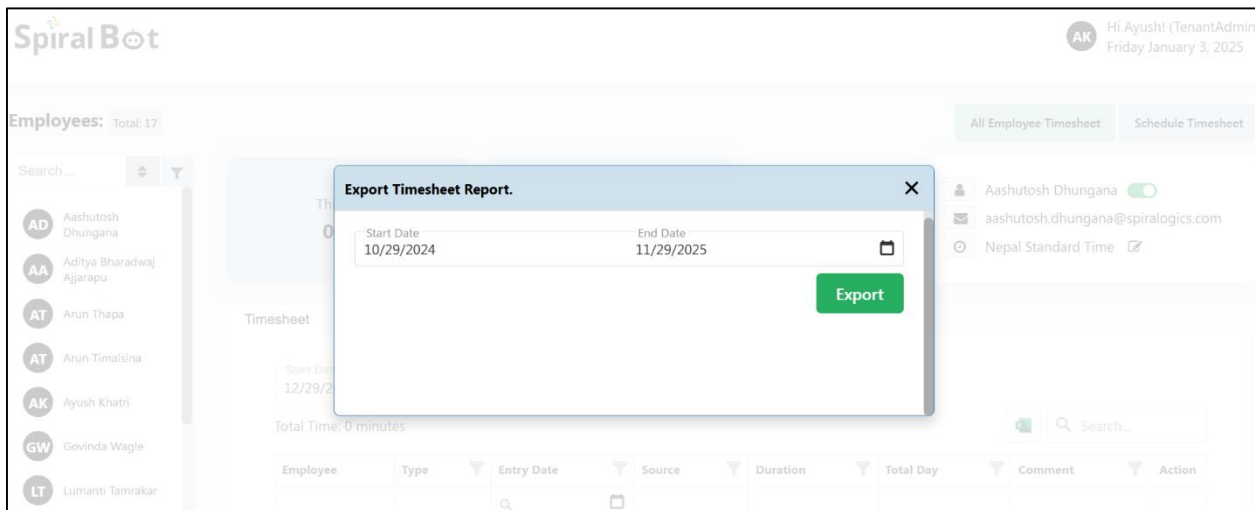 Spiral Bot
AK
Hi Ayush! (TenantAdmin
Friday January 3, 2025
Employees: Total: 17
All Employee Timesheet
Schedule Timesheet
Search...
Export Timesheet Report.
Th
0
Start Date
10/29/2024
End Date
11/29/2025
Export
Aashutosh Dhungana
aashutosh.dhungana@spiralogics.com
Nepal Standard Time
AD
Aashutosh
Dhungana
AA
Aditya Bharadwaj
Ajjarapu
AT
Arun Thapa
AT
Arun Timalsina
AK
Ayush Khatri
GW
Govinda Wagle
LT
Lumanti Tamrakar
Timesheet
Start Dat
12/29/2
Total Time: 0 minutes
Search...
Employee Type Entry Date Source Duration Total Day Comment Action